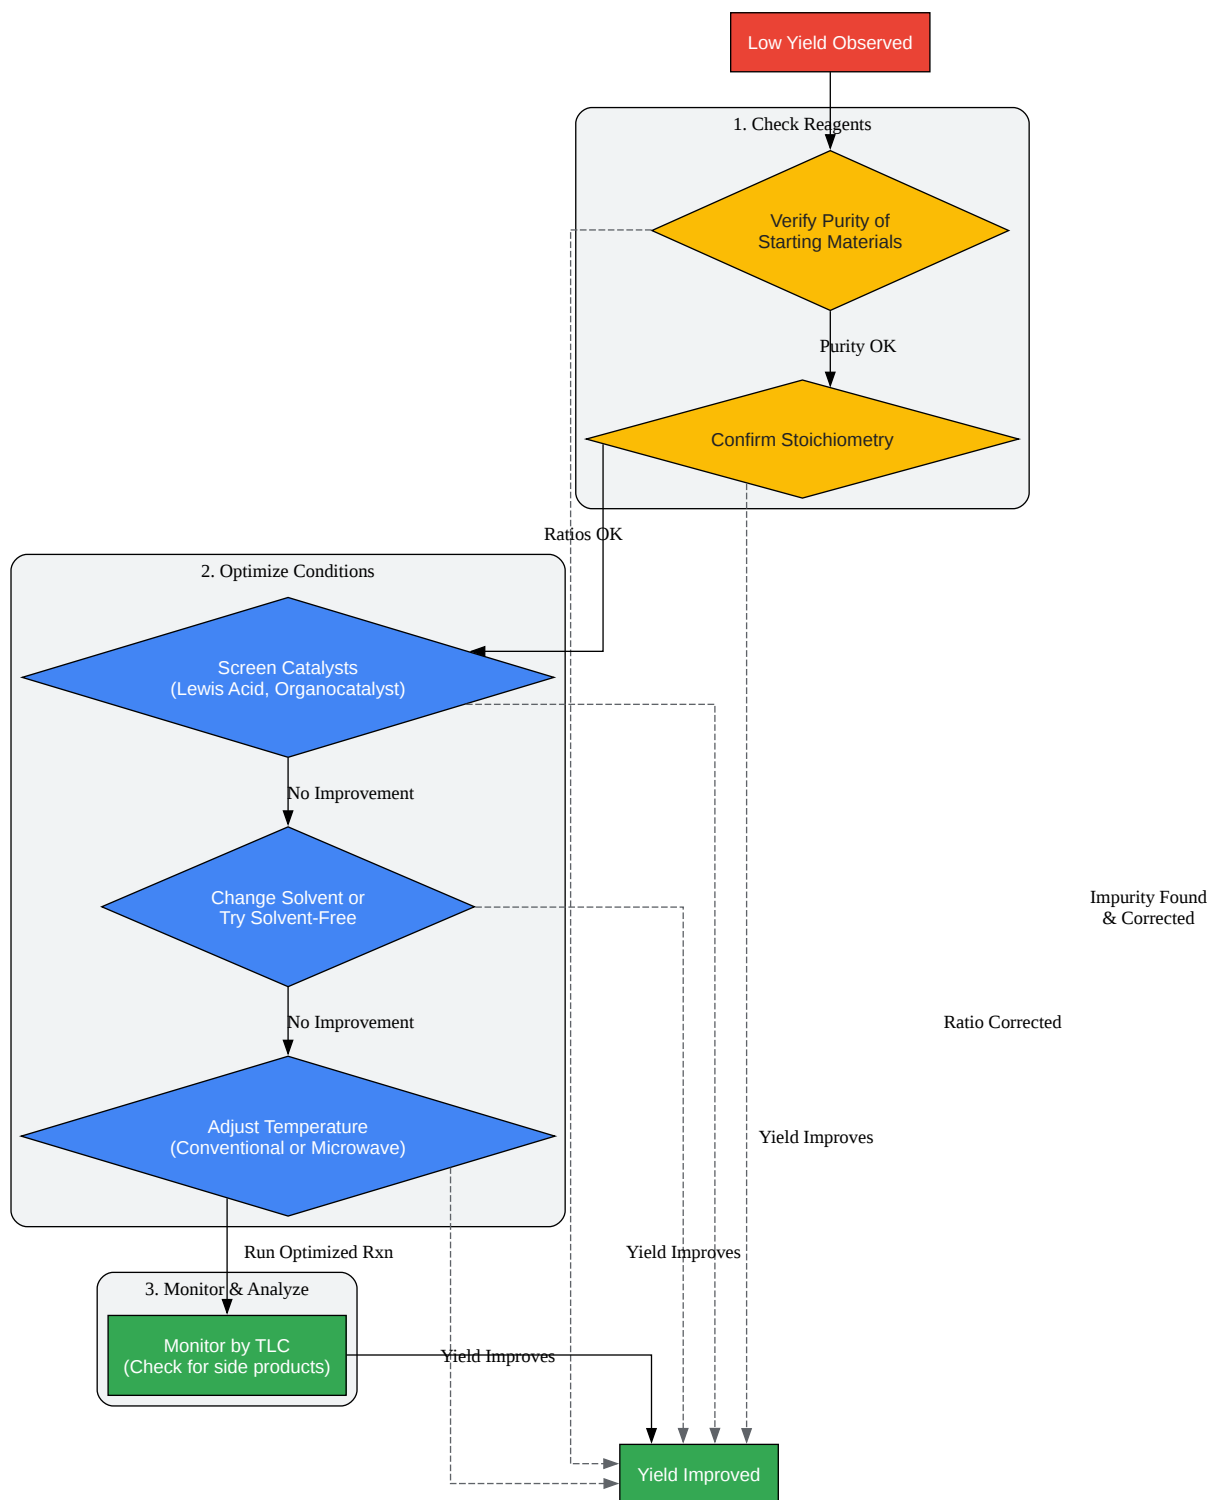 Low Yield Observed
1. Check Reagents
Verify Purity of
Starting Materials
Purity OK
Confirm Stoichiometry
Ratios OK
2. Optimize Conditions
Screen Catalysts
(Lewis Acid, Organocatalyst)
No Improvement
Change Solvent or
Try Solvent-Free
Impurity Found
& Corrected
No Improvement
Ratio Corrected
Adjust Temperature
(Conventional or Microwave)
Yield Improves
Run Optimized Rxn
Yield Improves
3. Monitor & Analyze
Monitor by TLC
(Check for side products)
Yield Improves
Yield Improved